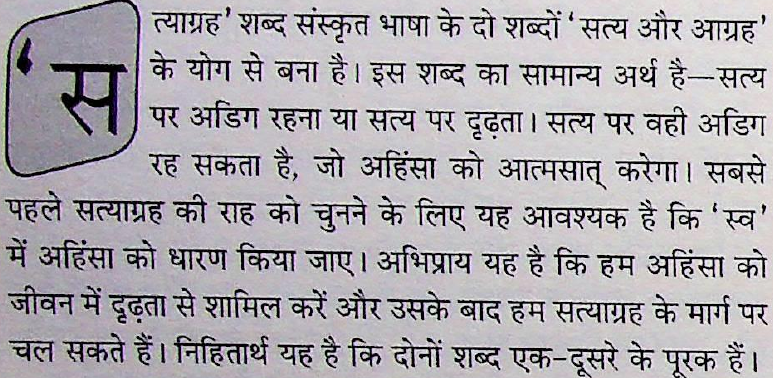 ‘सत्याग्रह’ शब्द संस्कृत भाषा के दो शब्दों ‘सत्य और आग्रह’
के योग से बना है। इस शब्द का सामान्य अर्थ है—सत्य
पर अडिग रहना या सत्य पर दृढ़ता। सत्य पर वही अडिग
रह सकता है, जो अहिंसा को आत्मसात् करेगा। सबसे
पहले सत्याग्रह की राह को चुनने के लिए यह आवश्यक है कि ‘स्व’
में अहिंसा को धारण किया जाए। अभिप्राय यह है कि हम अहिंसा को
जीवन में दृढ़ता से शामिल करें और उसके बाद हम सत्याग्रह के मार्ग पर
चल सकते हैं। निहितार्थ यह है कि दोनों शब्द एक-दूसरे के पूरक हैं।